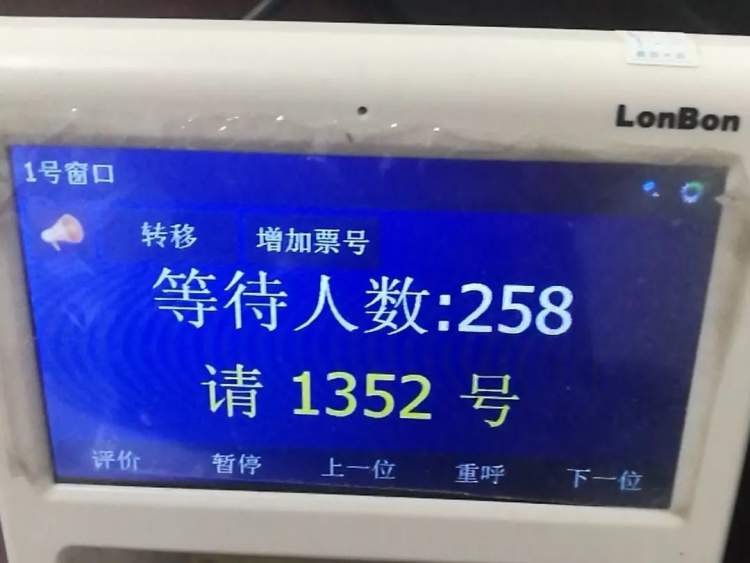 LonBon
1号窗口
转移 增加票号
等待人数:258
请 1352 号
评价 暂停 上一位 重呼 下一位